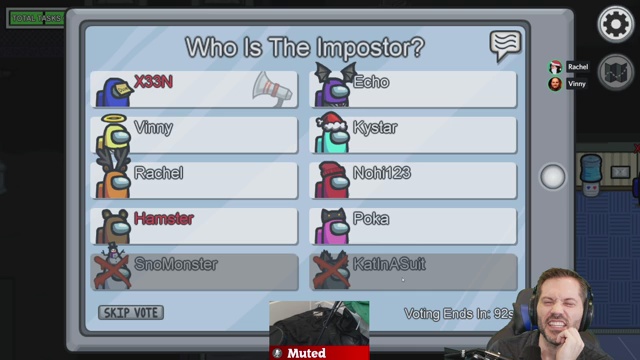 TOTAL TASKS
Who Is The Impostor?
X33N
Echo
Vinny
Kystar
Rachel
Nohi123
Hamster
Poka
SnoMonster
KatInASuit
SKIP VOTE
Voting Ends In: 92s
Rachel
Vinny
Muted